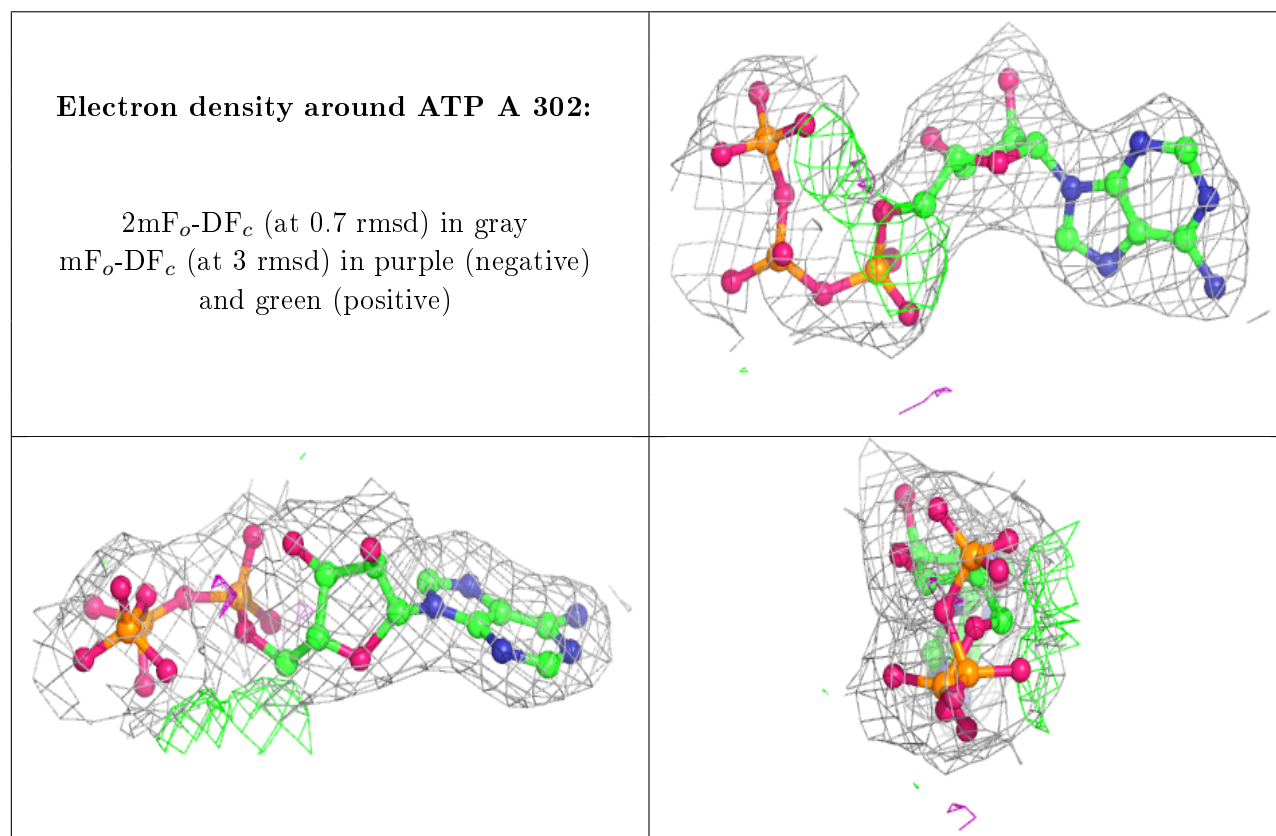 Electron density around ATP A 302:
2mFo-DFc (at 0.7 rmsd) in gray
mFo-DFc (at 3 rmsd) in purple (negative)
and green (positive)